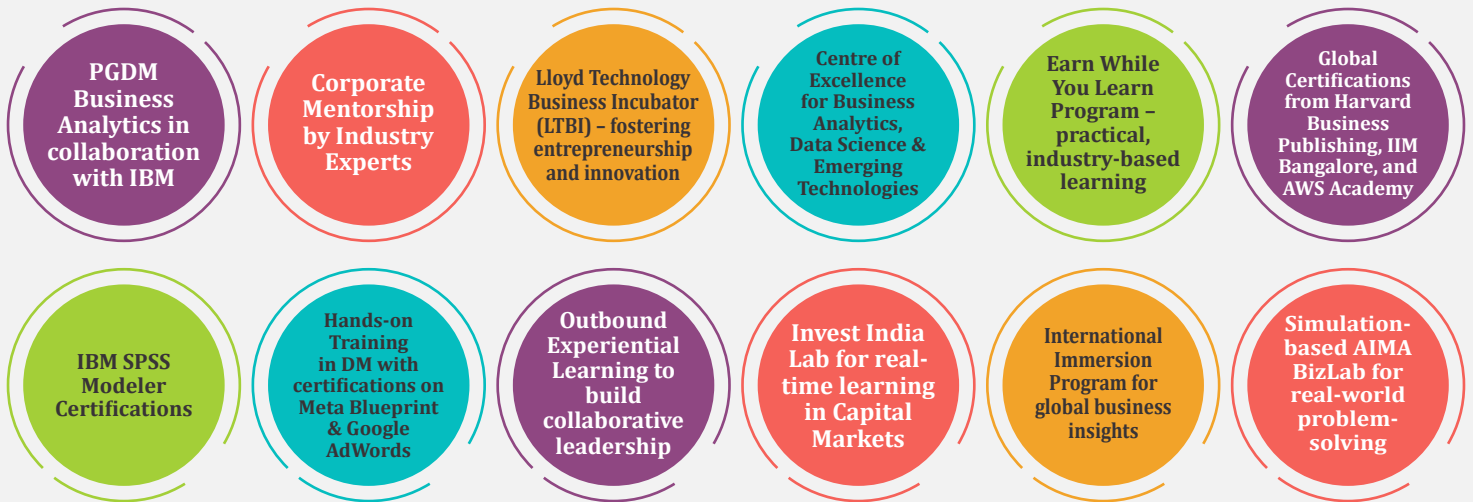 PGDM
Business
Analytics in
collaboration
with IBM
Corporate
Mentorship
by Industry
Experts
Lloyd Technology
Business Incubator
(LTBI) – fostering
entrepreneurship
and innovation
Centre of
Excellence
for Business
Analytics,
Data Science &
Emerging
Technologies
Earn While
You Learn
Program –
practical,
industry-based
learning
Global
Certifications
from Harvard
Business
Publishing, IIM
Bangalore, and
AWS Academy
IBM SPSS
Modeler
Certifications
Hands-on
Training
in DM with
certifications on
Meta Blueprint
& Google
AdWords
Outbound
Experiential
Learning to
build
collaborative
leadership
Invest India
Lab for real-
time learning
in Capital
Markets
International
Immersion
Program for
global business
insights
Simulation-
based AIMA
BizLab for
real-world
problem-
solving